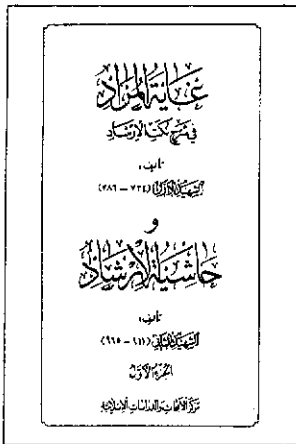 غاية المراد
في شرح نكت الإرشاد
تأليف:
الشهيد الأول (٧٣٤ - ٧٨٦)
و
حاشية الإرشاد
تأليف:
الشهيد الثاني (٩١١ - ٩٦٥)
الجزء الأول
مركز الأبحاث والدراسات الإسلامية